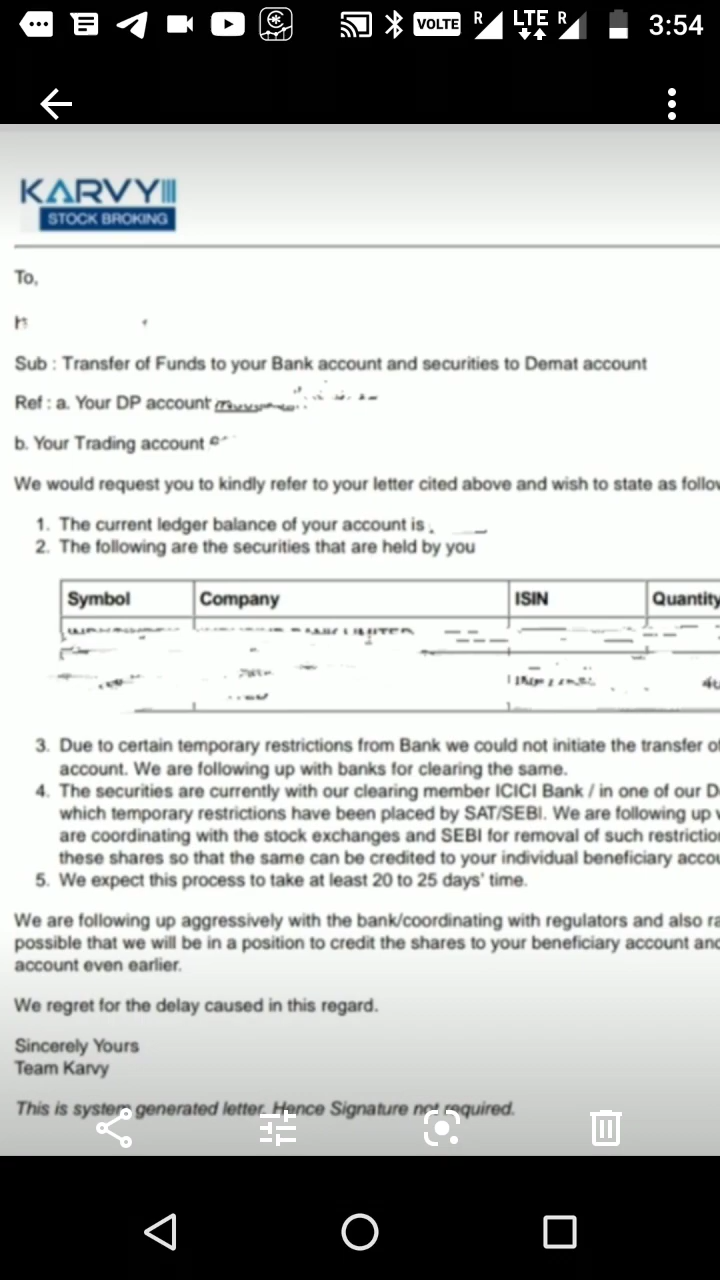 VOLTE R LTE R 3:54
KARVY
STOCK BROKING
To,
Sub : Transfer of Funds to your Bank account and securities to Demat account
Ref : a. Your DP account
b. Your Trading account
We would request you to kindly refer to your letter cited above and wish to state as follow
1. The current ledger balance of your account is
2. The following are the securities that are held by you
Symbol Company ISIN Quantity
3. Due to certain temporary restrictions from Bank we could not initiate the transfer of
account. We are following up with banks for clearing the same.
4. The securities are currently with our clearing member ICICI Bank / in one of our D
which temporary restrictions have been placed by SAT/SEBI. We are following up
are coordinating with the stock exchanges and SEBI for removal of such restriction
these shares so that the same can be credited to your individual beneficiary accou
5. We expect this process to take at least 20 to 25 days' time.
We are following up aggressively with the bank/coordinating with regulators and also ra
possible that we will be in a position to credit the shares to your beneficiary account and
account even earlier.
We regret for the delay caused in this regard.
Sincerely Yours
Team Karvy
This is system generated letter. Hence Signature not required.